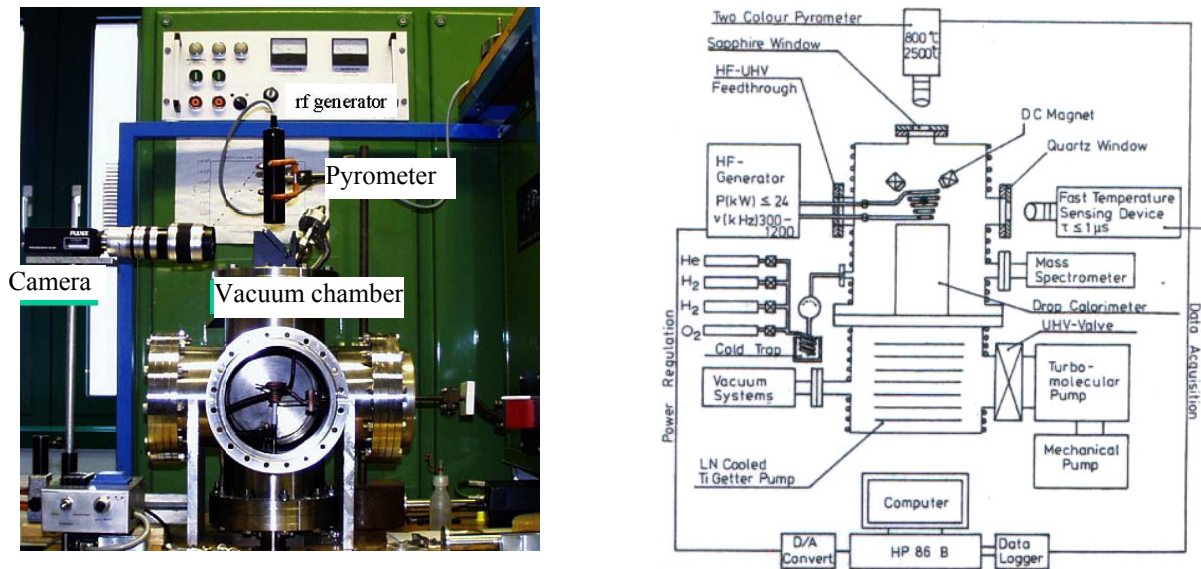 rf generator
Pyrometer
Camera
Vacuum chamber
Two Colour Pyrometer
800℃
2500℃
Sapphire Window
HF-UHV
Feedthrough
DC Magnet
Quartz Window
HF-
Generator
P(kW) ≤ 24
ν(kHz)300-
1200
Fast Temperature
Sensing Device
τ ≤ 1μs
He
H2
H2
O2
Cold Trap
Mass
Spectrometer
Drop Calorimeter
UHV-Valve
Power Regulation
Data Acquisition
Vacuum
Systems
Turbo-
molecular
Pump
Mechanical
Pump
LN Cooled
Ti Getter Pump
Computer
D/A
Convert
HP 86 B
Data
Logger